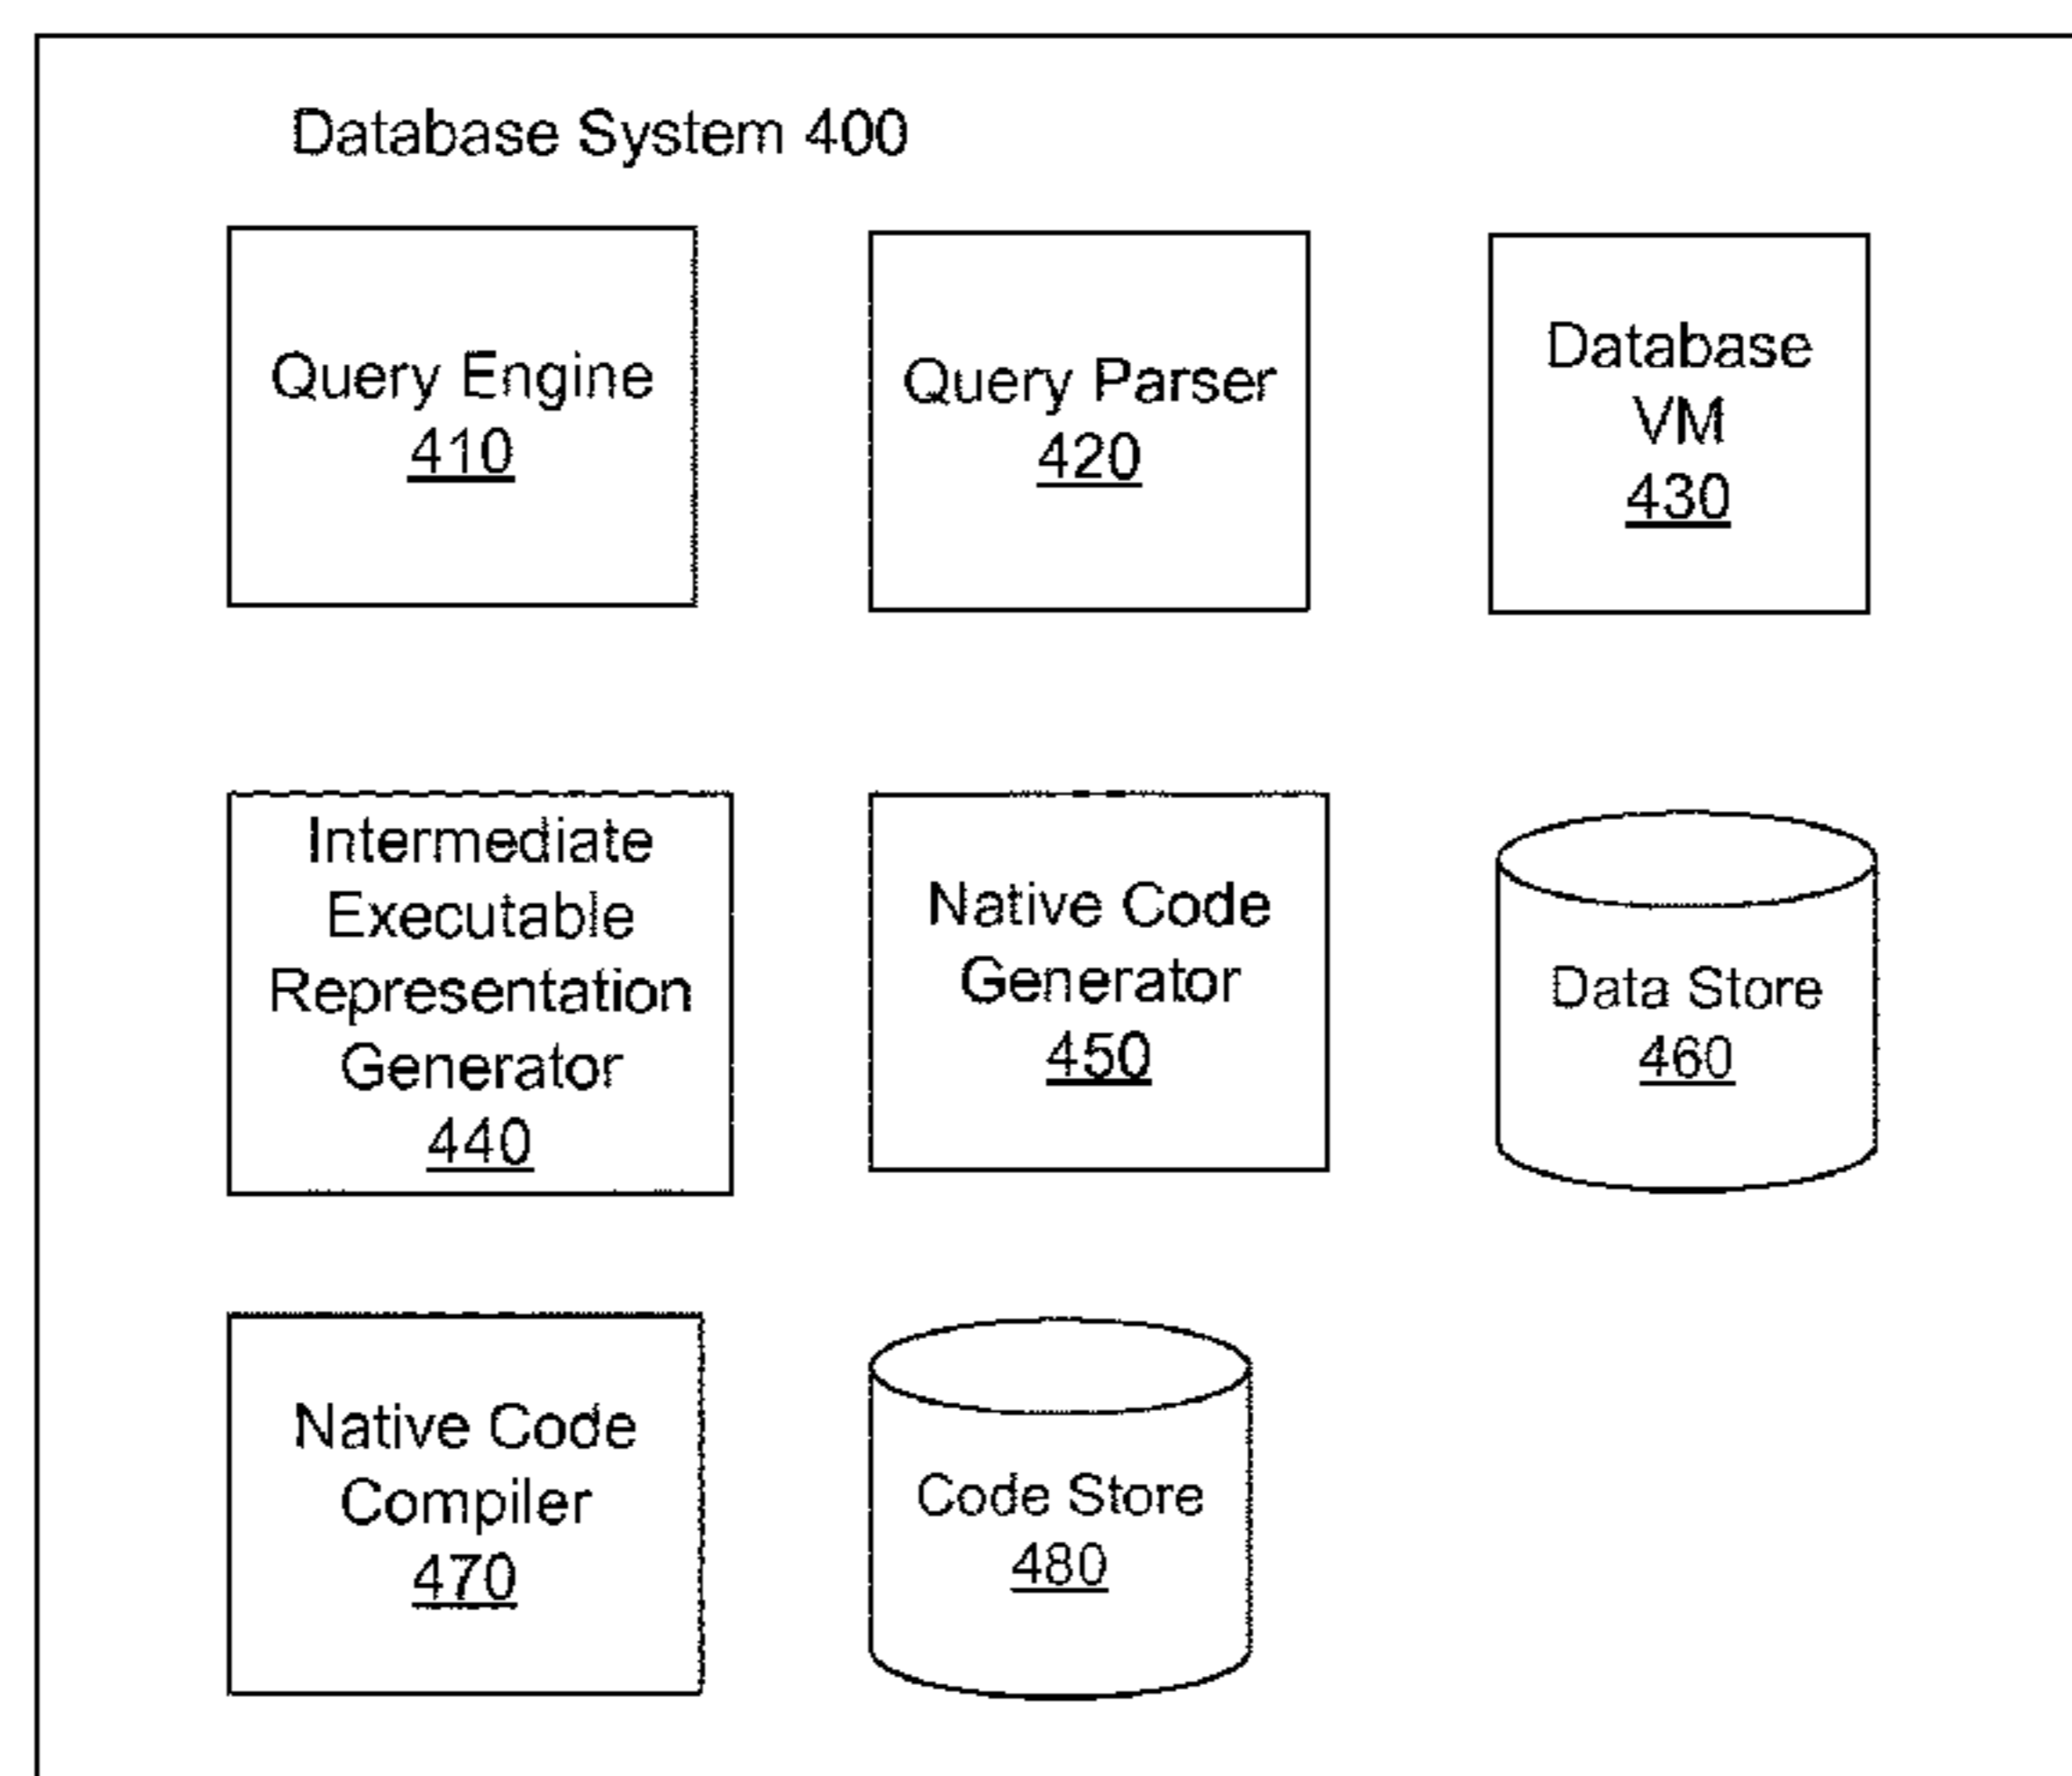 Database System 400
Query Engine
410
Query Parser
420
Database
VM
430
Intermediate
Executable
Representation
Generator
440
Native Code
Generator
450
Data Store
460
Native Code
Compiler
470
Code Store
480